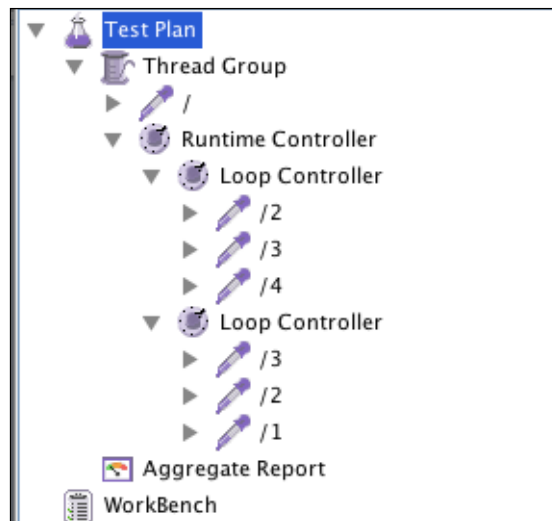 Test Plan
Thread Group
/
Runtime Controller
Loop Controller
/2
/3
/4
Loop Controller
/3
/2
/1
Aggregate Report
WorkBench